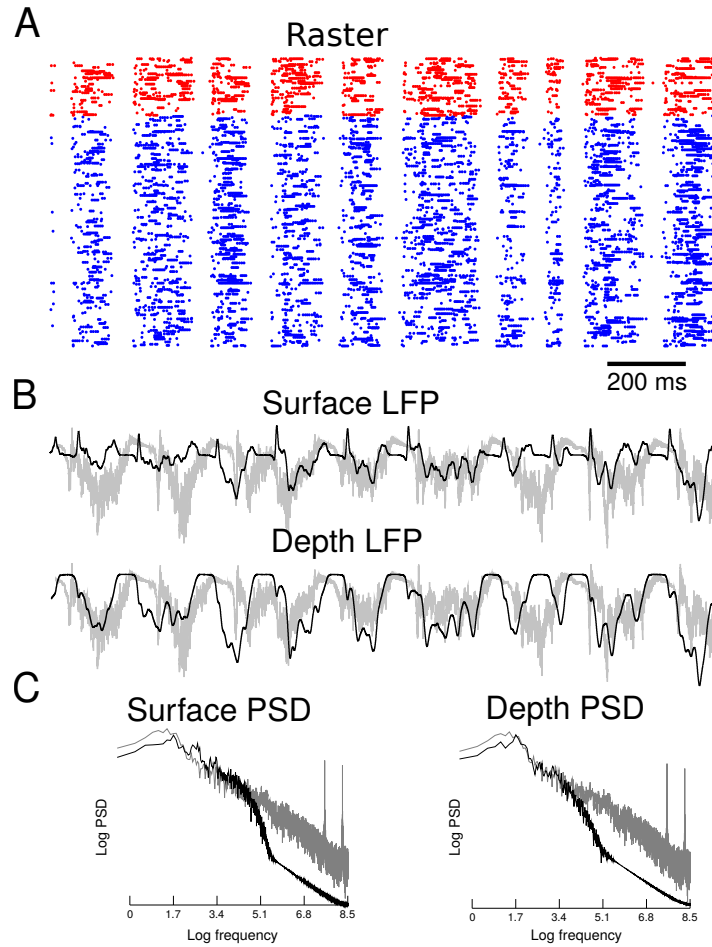 A
Raster
200 ms
B
Surface LFP
Depth LFP
C
Surface PSD
Depth PSD
Log PSD
Log PSD
0 1.7 3.4 5.1 6.8 8.5
0 1.7 3.4 5.1 6.8 8.5
Log frequency
Log frequency